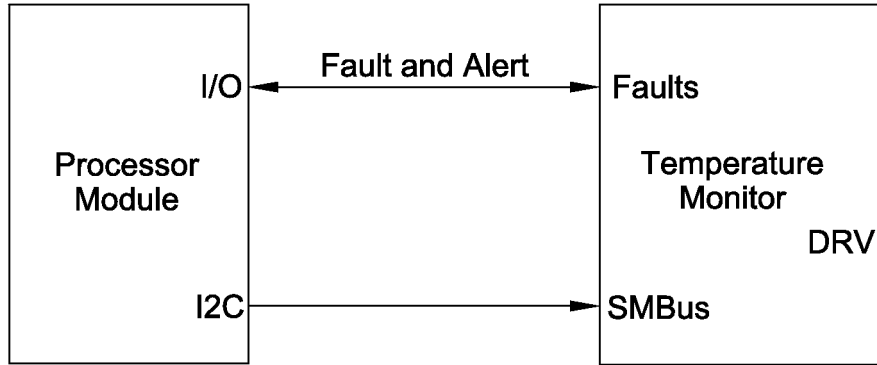 Fault and Alert
I/O
Faults
Processor
Module
Temperature
Monitor
DRV
I2C
SMBus